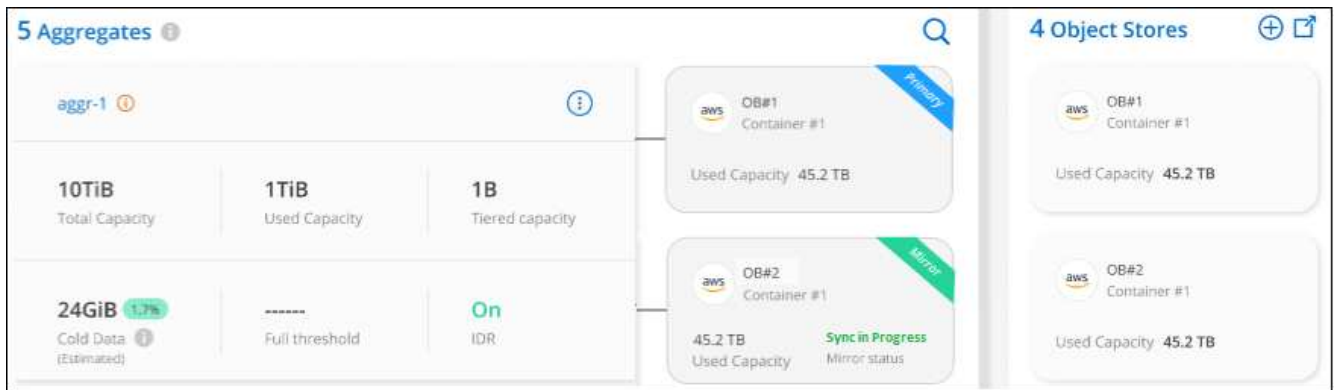 5 Aggregates
aggr-1
10TiB
Total Capacity
1TiB
Used Capacity
1B
Tiered capacity
24GiB 1.7%
Cold Data
(Estimated)
------
Full threshold
On
IDR
Primary
aws
OB#1
Container #1
Used Capacity 45.2 TB
Mirror
aws
OB#2
Container #1
45.2 TB
Used Capacity
Sync in Progress
Mirror status
4 Object Stores
aws
OB#1
Container #1
Used Capacity 45.2 TB
aws
OB#2
Container #1
Used Capacity 45.2 TB